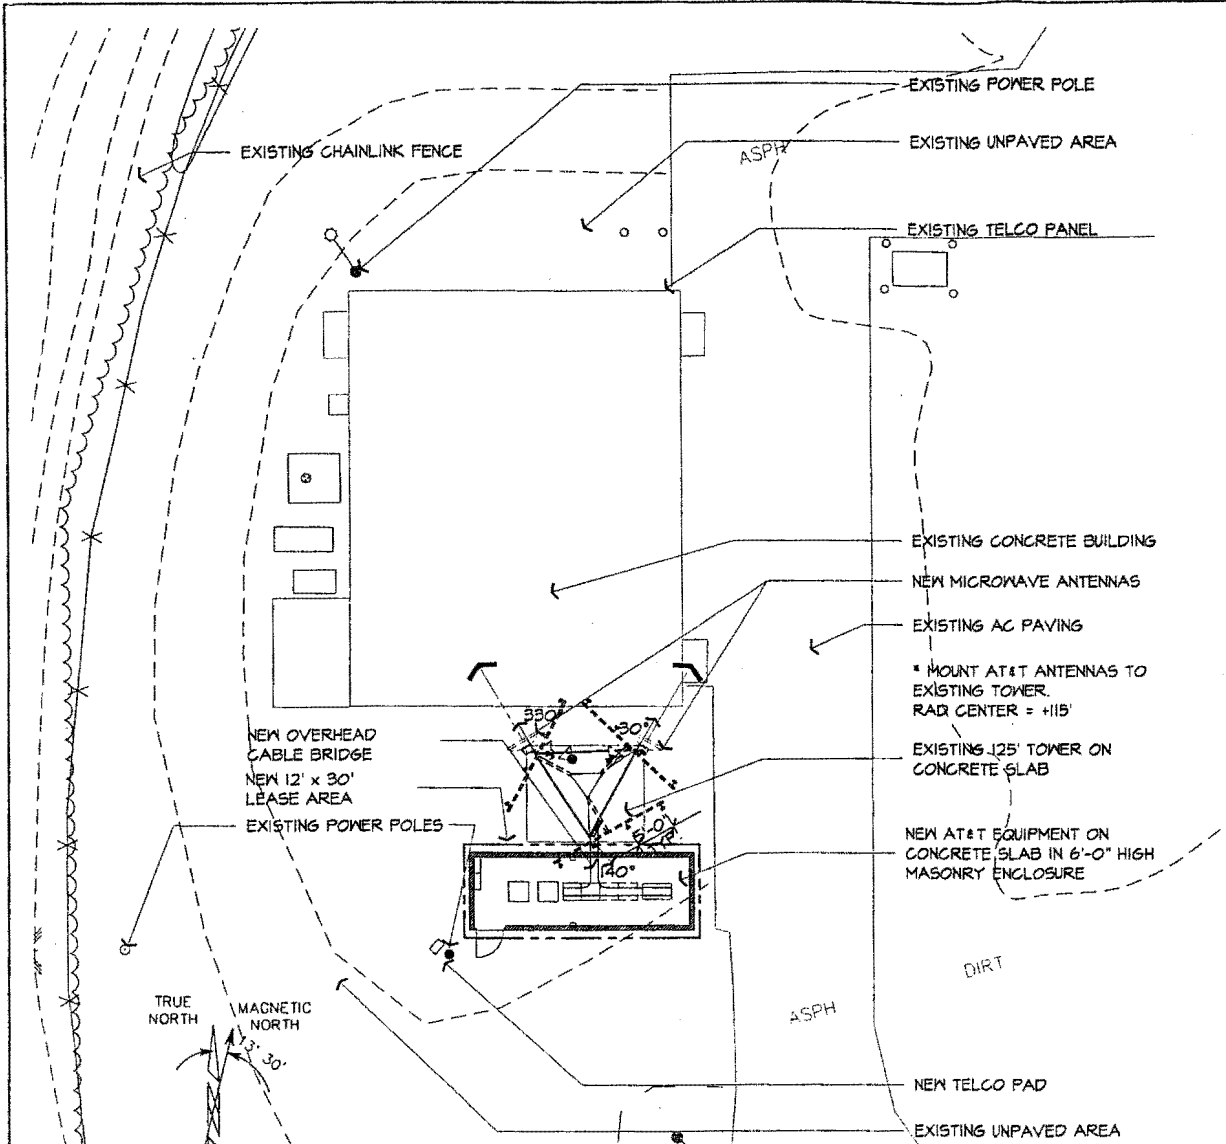 EXISTING POWER POLE
ASPH
EXISTING UNPAVED AREA
EXISTING CHAINLINK FENCE
EXISTING TELCO PANEL
EXISTING CONCRETE BUILDING
NEW MICROWAVE ANTENNAS
EXISTING AC PAVING
* MOUNT AT&T ANTENNAS TO
EXISTING TOWER.
RAD CENTER = +115'
330°
30°
NEW OVERHEAD
CABLE BRIDGE
EXISTING 125' TOWER ON
CONCRETE SLAB
NEW 12' x 30'
LEASE AREA
EXISTING POWER POLES
5'-0"
NEW AT&T EQUIPMENT ON
CONCRETE SLAB IN 6'-0" HIGH
MASONRY ENCLOSURE
140°
DIRT
ASPH
TRUE
NORTH
MAGNETIC
NORTH
13° 30'
NEW TELCO PAD
EXISTING UNPAVED AREA